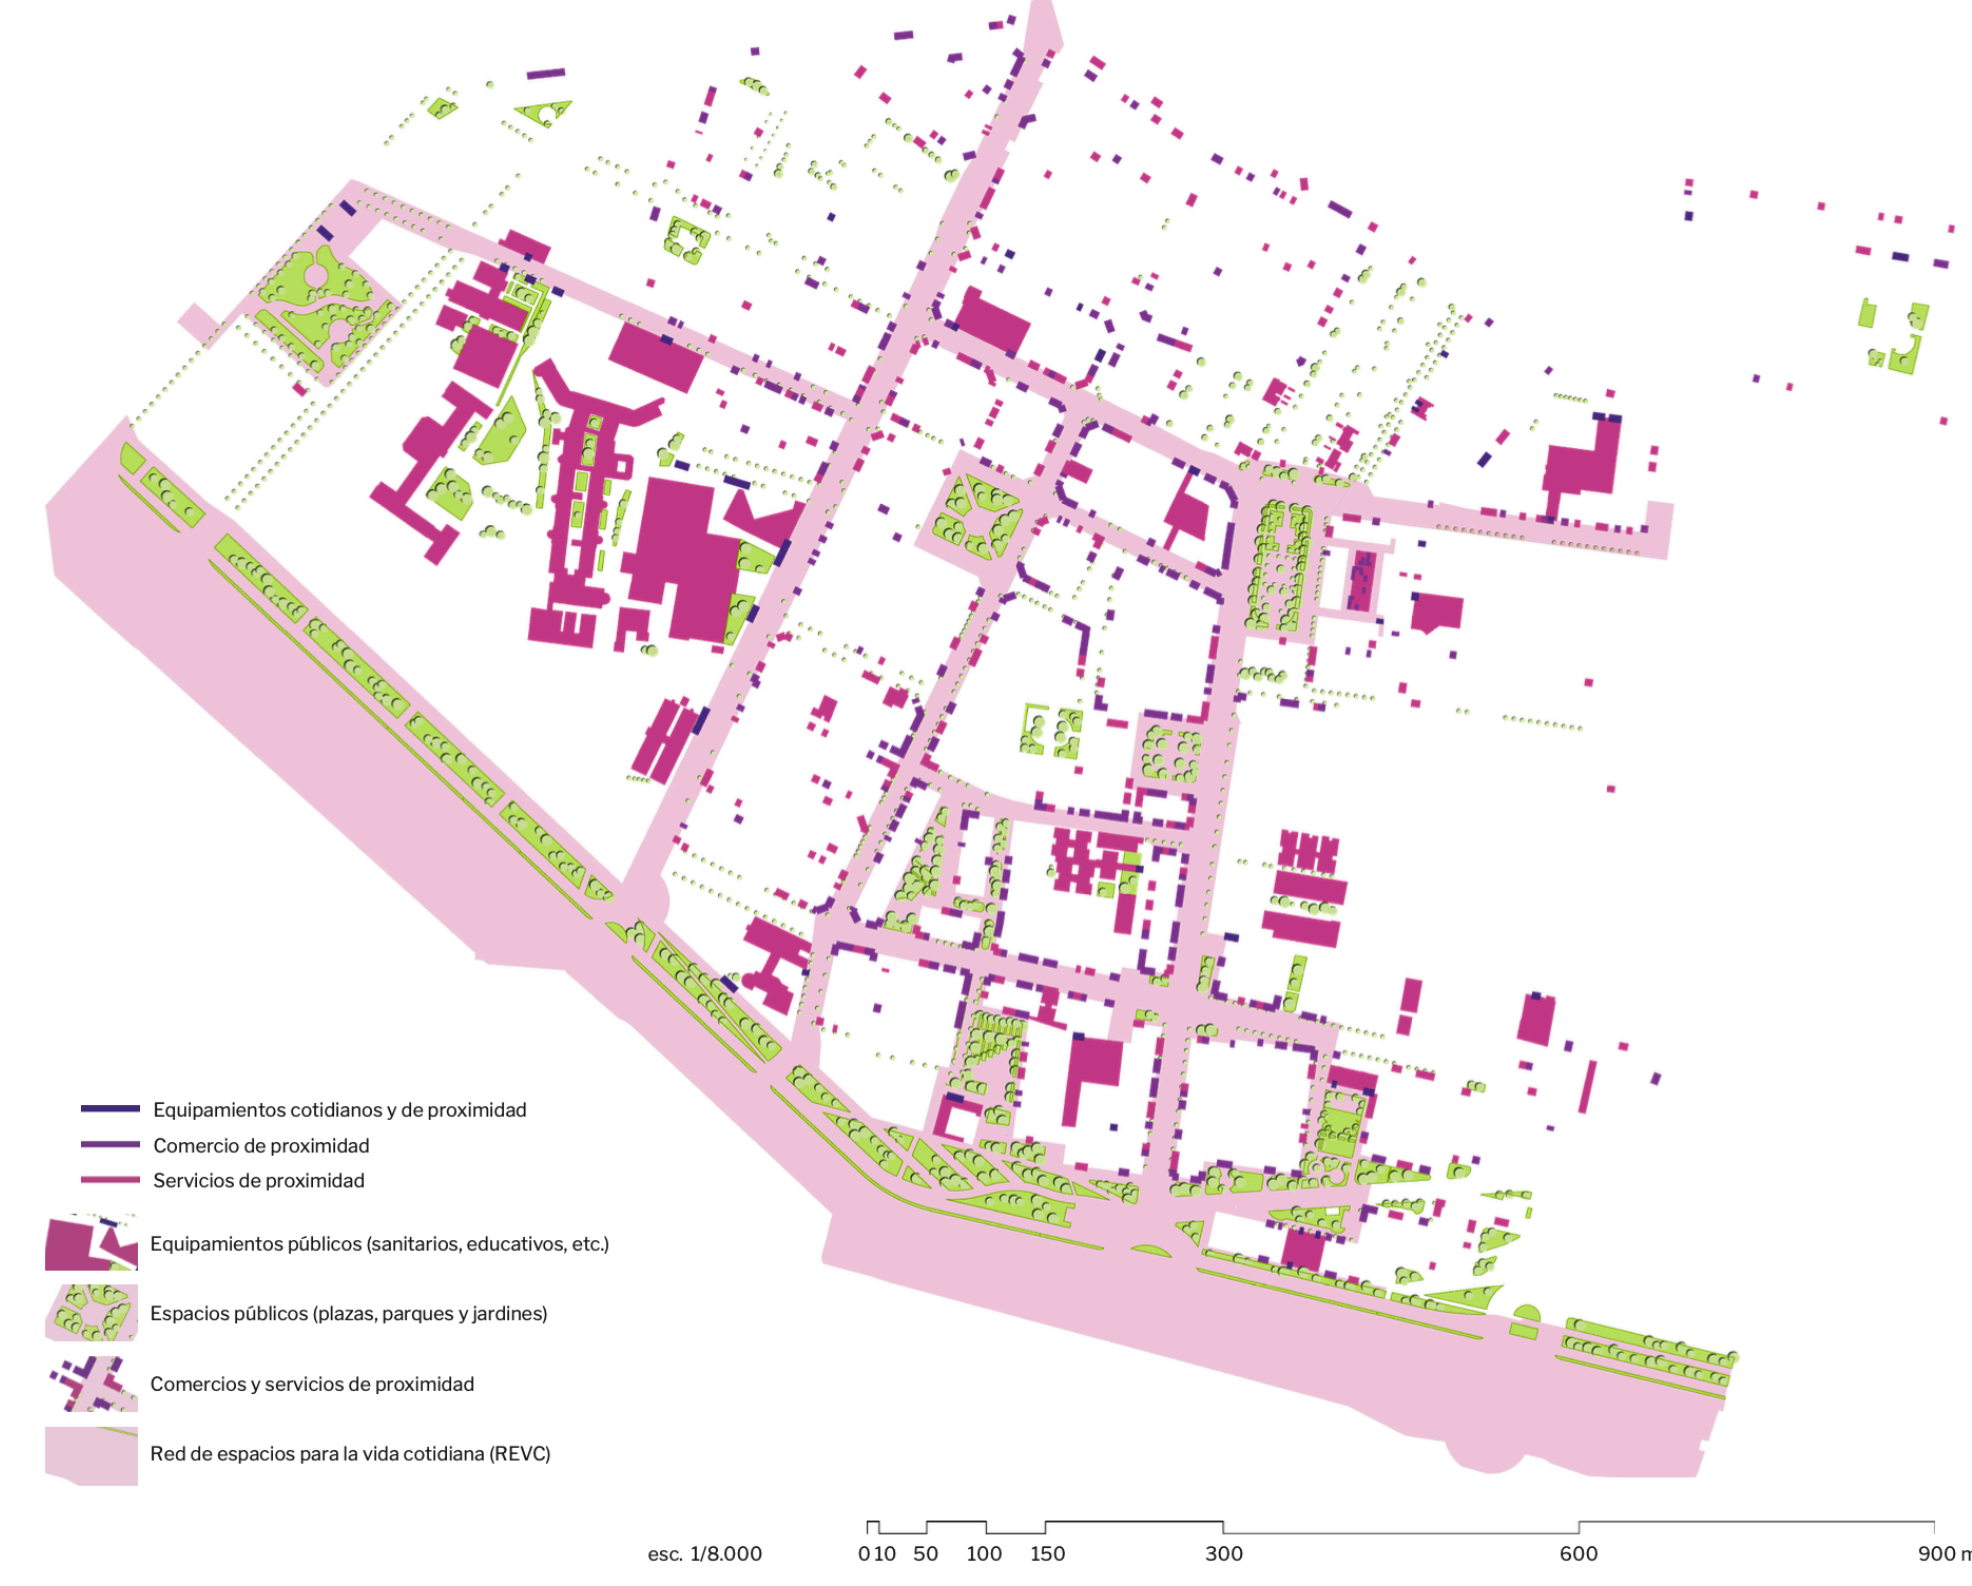 Equipamientos cotidianos y de proximidad
Comercio de proximidad
Servicios de proximidad
Equipamientos públicos (sanitarios, educativos, etc.)
Espacios públicos (plazas, parques y jardines)
Comercios y servicios de proximidad
Red de espacios para la vida cotidiana (REVC)
esc. 1/8.000 0 10 50 100 150 300 600 900 m